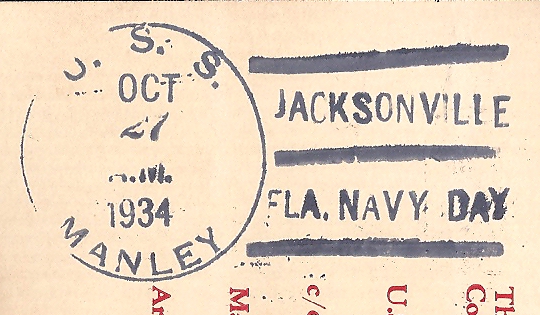 U. S. S.
OCT
27
A.M.
1934
MANLEY
JACKSONVILLE
FLA. NAVY DAY